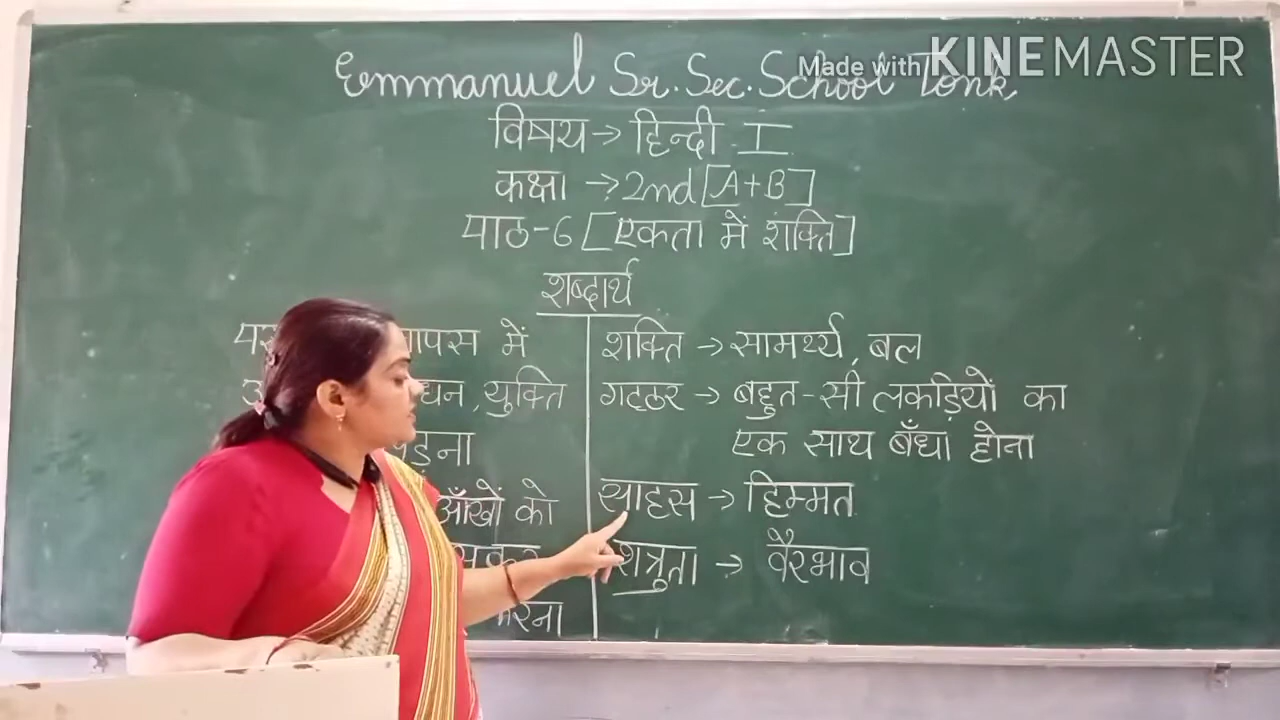 Emmanuel Sr. Sec. School Tonk
Made with KINEMASTER
विषय → हिन्दी - I
कक्षा → 2nd [A+B]
पाठ-6 [एकता में शक्ति]
शब्दार्थ
आपस में
युक्ति
आँखों को
शक्ति → सामर्थ्य, बल
गट्ठर → बहुत-सी लकड़ियों का
एक साथ बँधा होना
साहस → हिम्मत
शत्रुता → वैरभाव